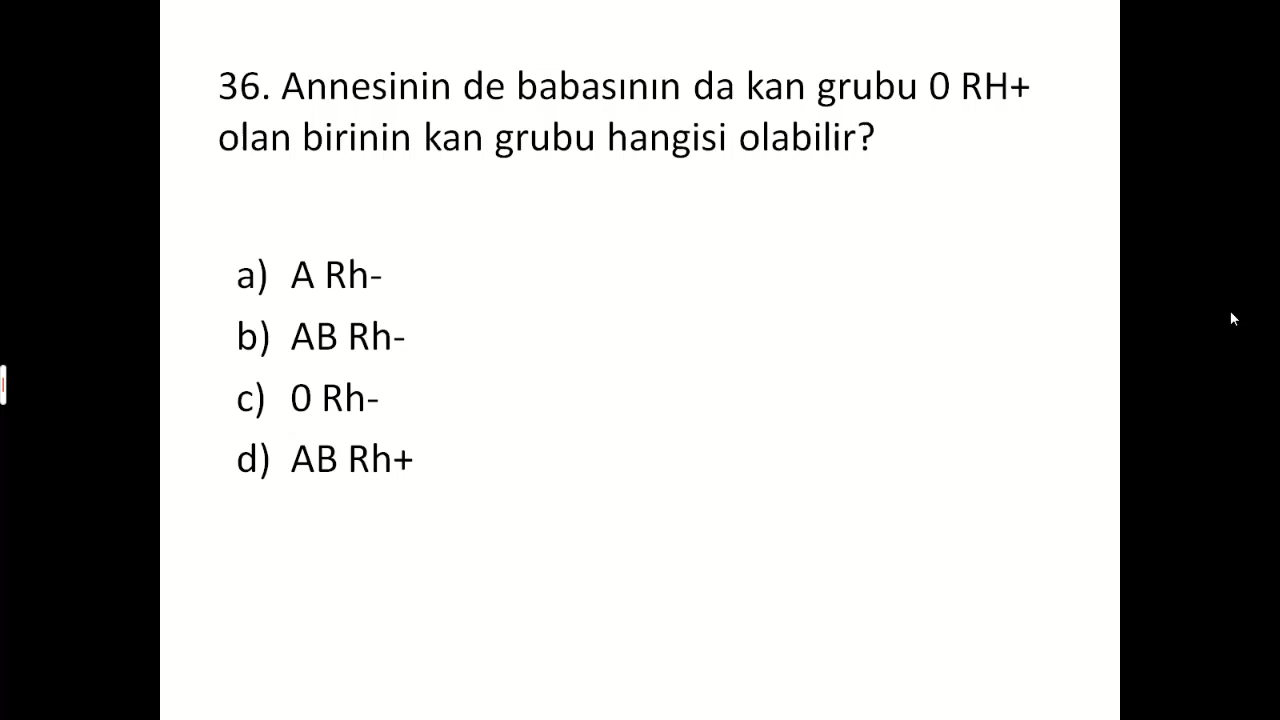 36. Annesinin de babasının da kan grubu 0 RH+
olan birinin kan grubu hangisi olabilir?
a) A Rh-
b) AB Rh-
c) 0 Rh-
d) AB Rh+